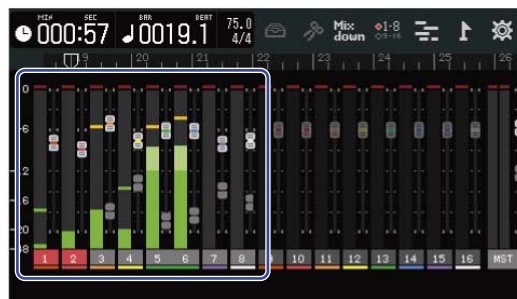 MIN SEC BAR BEAT
000:57 0019.1 75.0 4/4 Mix down 1-8 9-16
19 20 21 22 23 24 25 26
0
-6
-20
-48
1 2 3 4 5 6 7 8 9 10 11 12 13 14 15 16 MST